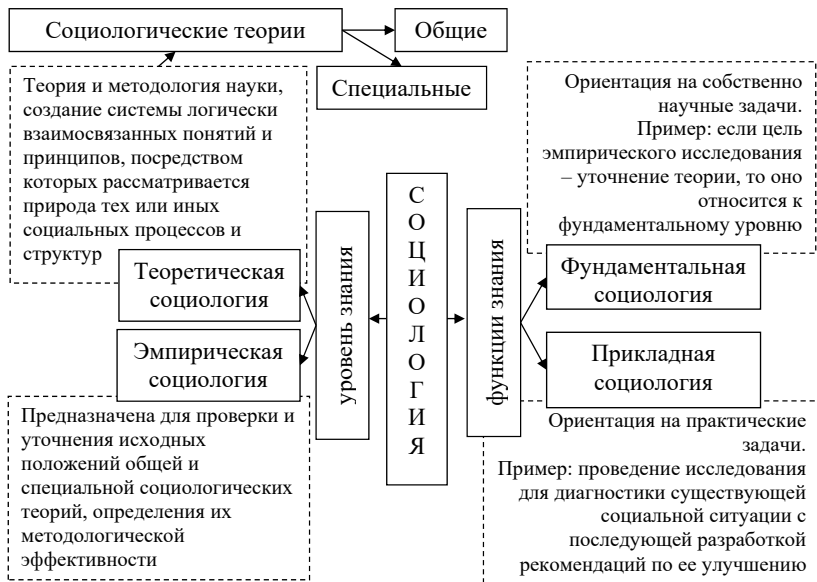 Социологические теории
Общие
Специальные
Теория и методология науки,
создание системы логически
взаимосвязанных понятий и
принципов, посредством
которых рассматривается
природа тех или иных
социальных процессов и
структур
Теоретическая
социология
Эмпирическая
социология
Предназначена для проверки и
уточнения исходных
положений общей и
специальной социологических
теорий, определения их
методологической
эффективности
уровень знания
СОЦИОЛОГИЯ
функции знания
Ориентация на собственно
научные задачи.
Пример: если цель
эмпирического исследования
– уточнение теории, то оно
относится к
фундаментальному уровню
Фундаментальная
социология
Прикладная
социология
Ориентация на практические
задачи.
Пример: проведение исследования
для диагностики существующей
социальной ситуации с
последующей разработкой
рекомендаций по ее улучшению